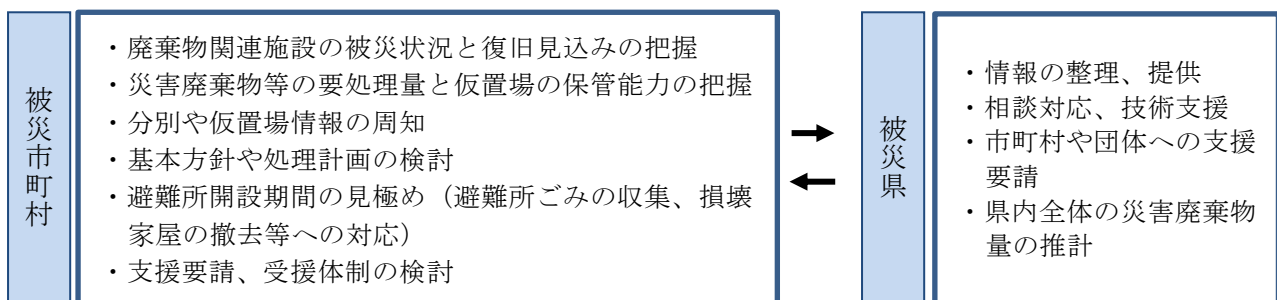 被災市町村
・廃棄物関連施設の被災状況と復旧見込みの把握
・災害廃棄物等の要処理量と仮置場の保管能力の把握
・分別や仮置場情報の周知
・基本方針や処理計画の検討
・避難所開設期間の見極め（避難所ごみの収集、損壊
家屋の撤去等への対応）
・支援要請、受援体制の検討
被災県
・情報の整理、提供
・相談対応、技術支援
・市町村や団体への支援
要請
・県内全体の災害廃棄物
量の推計